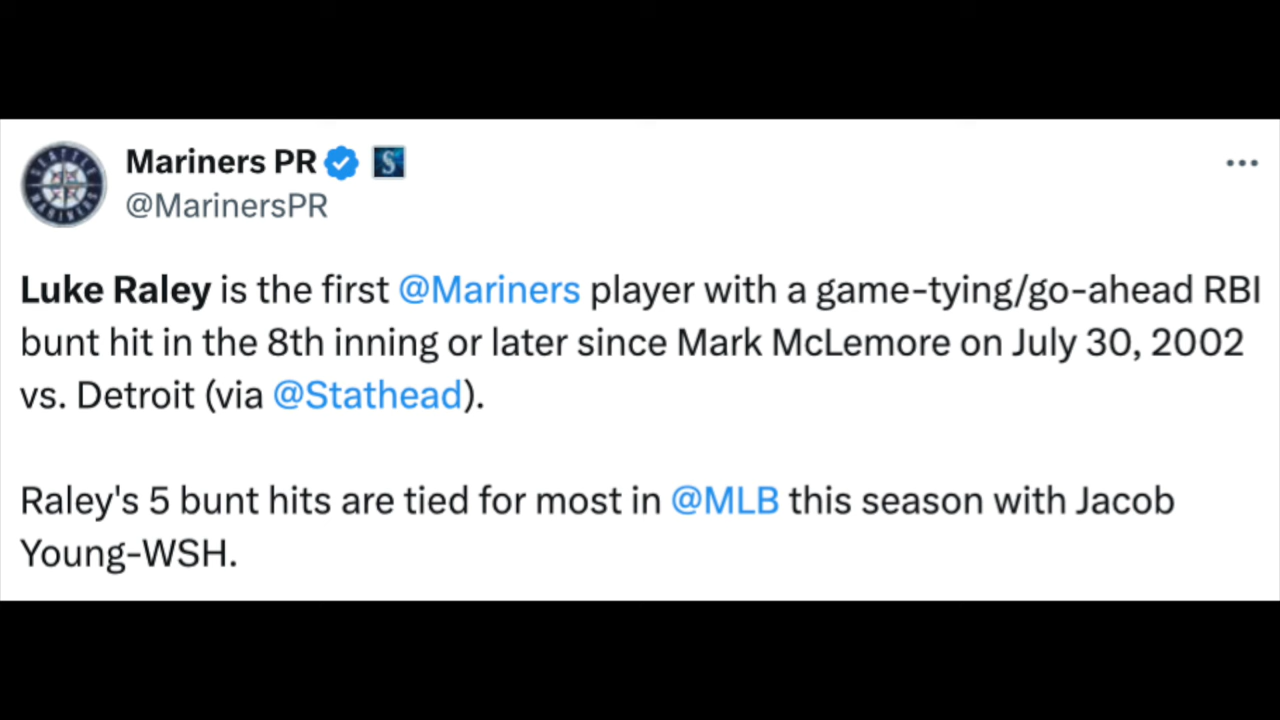 Mariners PR
@MarinersPR
Luke Raley is the first @Mariners player with a game-tying/go-ahead RBI
bunt hit in the 8th inning or later since Mark McLemore on July 30, 2002
vs. Detroit (via @Stathead).
Raley's 5 bunt hits are tied for most in @MLB this season with Jacob
Young-WSH.